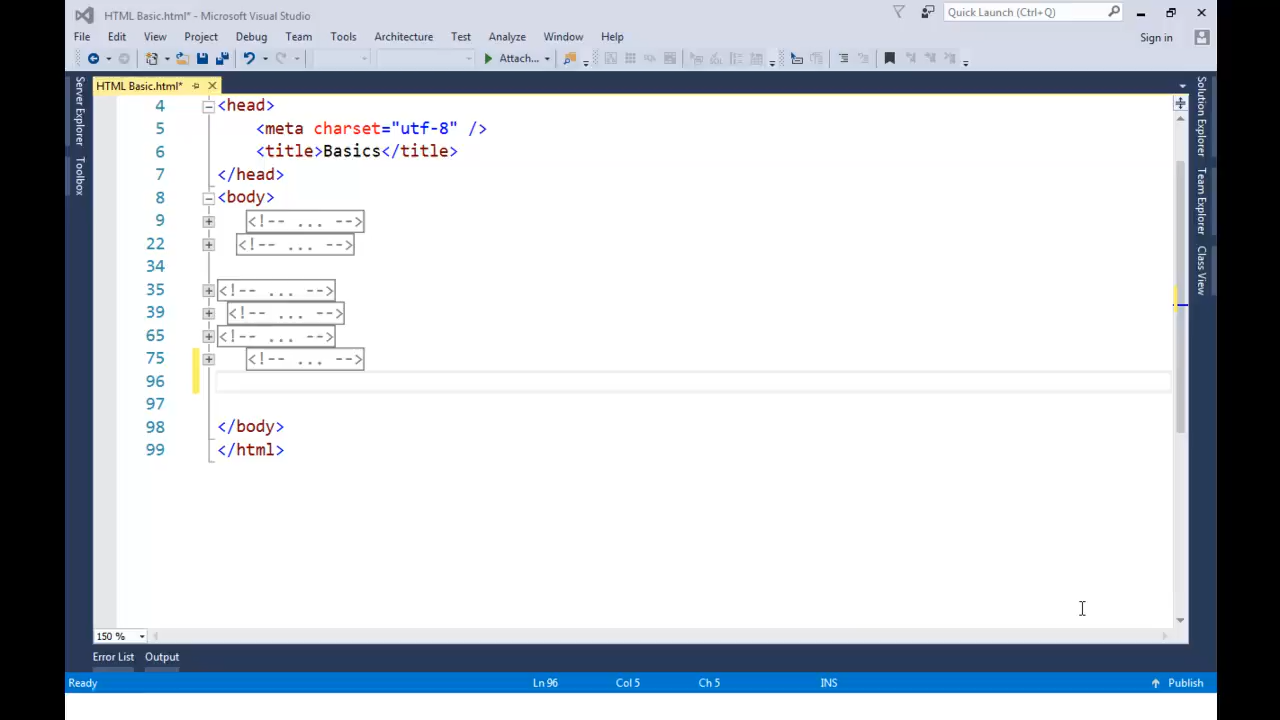 HTML Basic.html* - Microsoft Visual Studio
Quick Launch (Ctrl+Q)
File Edit View Project Debug Team Tools Architecture Test Analyze Window Help
Sign in
Attach...
HTML Basic.html*
Server Explorer
Toolbox
Solution Explorer
Team Explorer
Class View
4 <head>
5 <meta charset="utf-8" />
6 <title>Basics</title>
7 </head>
8 <body>
9 <!-- ... -->
22 <!-- ... -->
34
35 <!-- ... -->
39 <!-- ... -->
65 <!-- ... -->
75 <!-- ... -->
96
97
98 </body>
99 </html>
150 %
Error List Output
Ready Ln 96 Col 5 Ch 5 INS Publish